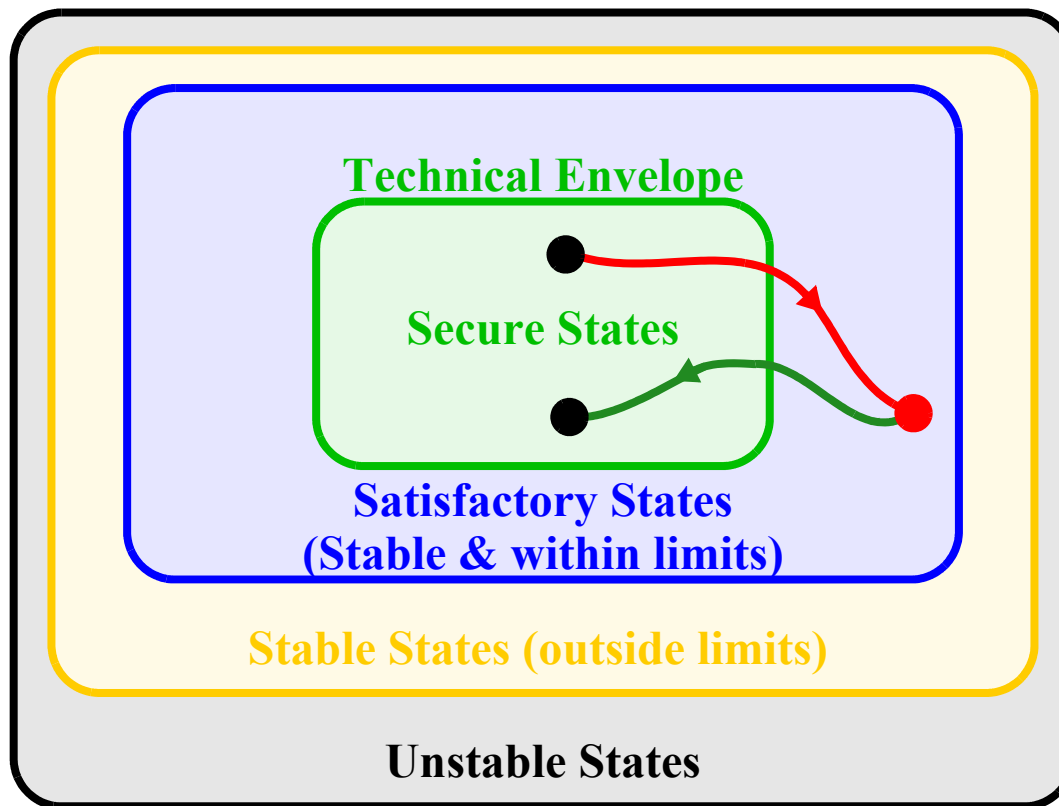 Technical Envelope
Secure States
Satisfactory States
(Stable & within limits)
Stable States (outside limits)
Unstable States